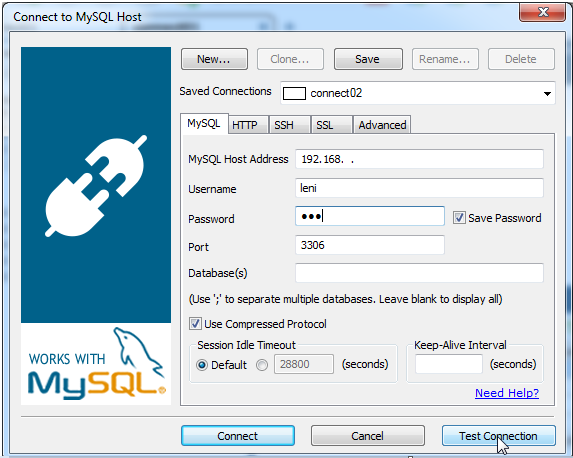 Connect to MySQL Host
New... Clone... Save Rename... Delete
Saved Connections connect02
MySQL HTTP SSH SSL Advanced
MySQL Host Address 192.168. .
Username leni
Password ●●● Save Password
Port 3306
Database(s)
(Use ';' to separate multiple databases. Leave blank to display all)
Use Compressed Protocol
Session Idle Timeout Keep-Alive Interval
Default 28800 (seconds) (seconds)
WORKS WITH
MySQL®
Need Help?
Connect Cancel Test Connection